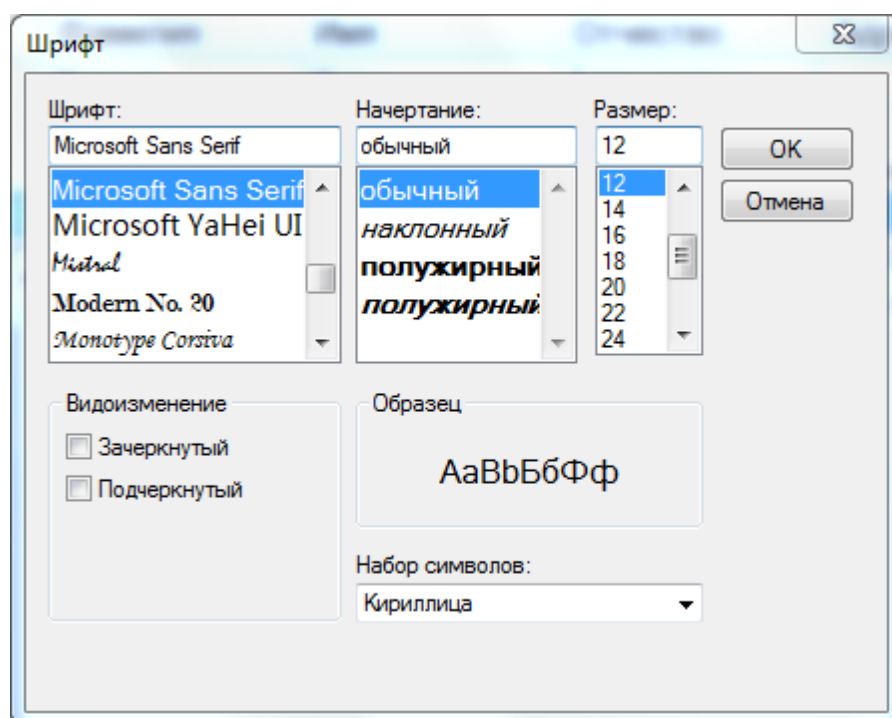 Шрифт
Шрифт:
Microsoft Sans Serif
Microsoft Sans Serif
Microsoft YaHei UI
Mistral
Modern No. 20
Monotype Corsiva
Начертание:
обычный
обычный
наклонный
полужирный
полужирный
Размер:
12
12
14
16
18
20
22
24
OK
Отмена
Видоизменение
Зачеркнутый
Подчеркнутый
Образец
АаBbБбФф
Набор символов:
Кириллица